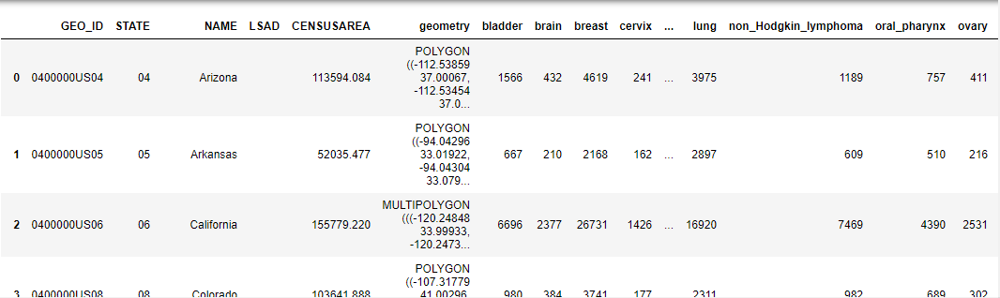 GEO_ID STATE NAME LSAD CENSUSAREA geometry bladder brain breast cervix ... lung non_Hodgkin_lymphoma oral_pharynx ovary
POLYGON
((-112.53859
0 0400000US04 04 Arizona 113594.084 37.00067, 1566 432 4619 241 ... 3975 1189 757 411
-112.53454
37.0...
POLYGON
((-94.04296
1 0400000US05 05 Arkansas 52035.477 33.01922, 667 210 2168 162 ... 2897 609 510 216
-94.04304
33.079...
MULTIPOLYGON
(((-120.24848
2 0400000US06 06 California 155779.220 33.99933, 6696 2377 26731 1426 ... 16920 7469 4390 2531
-120.2473...
POLYGON
((-107.31779
3 0400000US08 08 Colorado 103641.888 41.00296, 980 384 3741 177 ... 2311 982 689 302